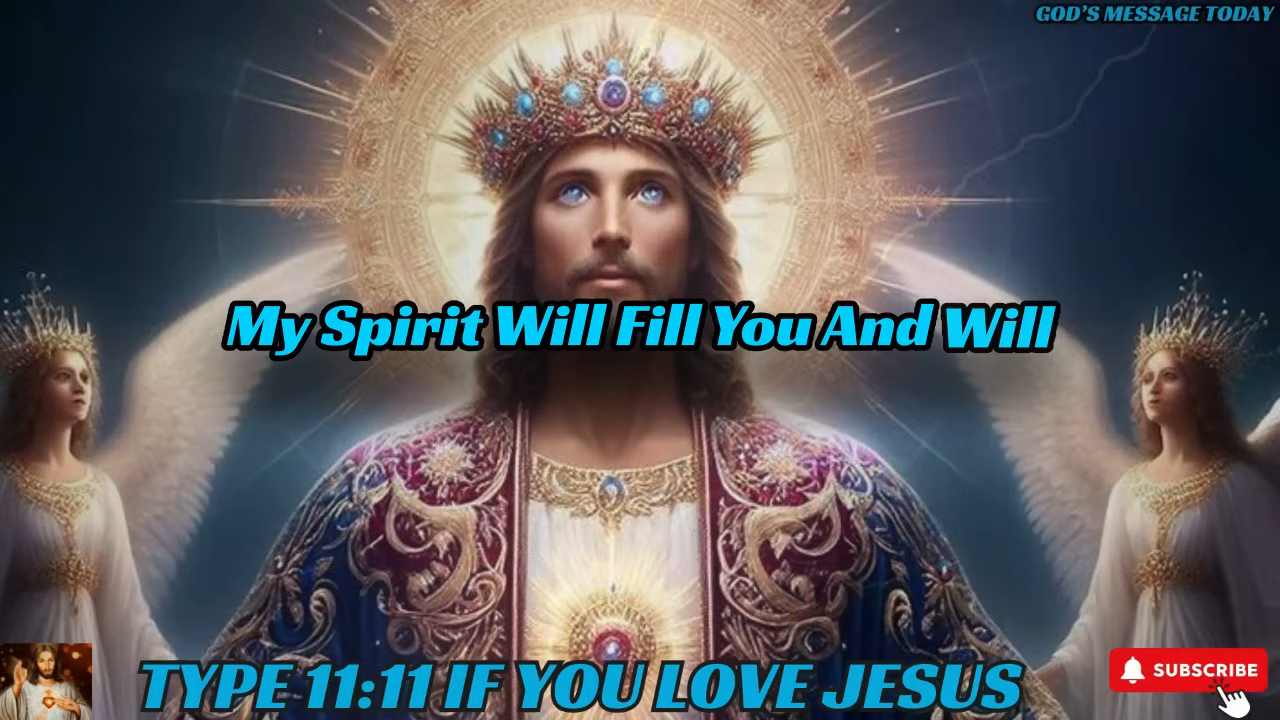 GOD'S MESSAGE TODAY
My Spirit Will Fill You And Will
TYPE 11:11 IF YOU LOVE JESUS
SUBSCRIBE